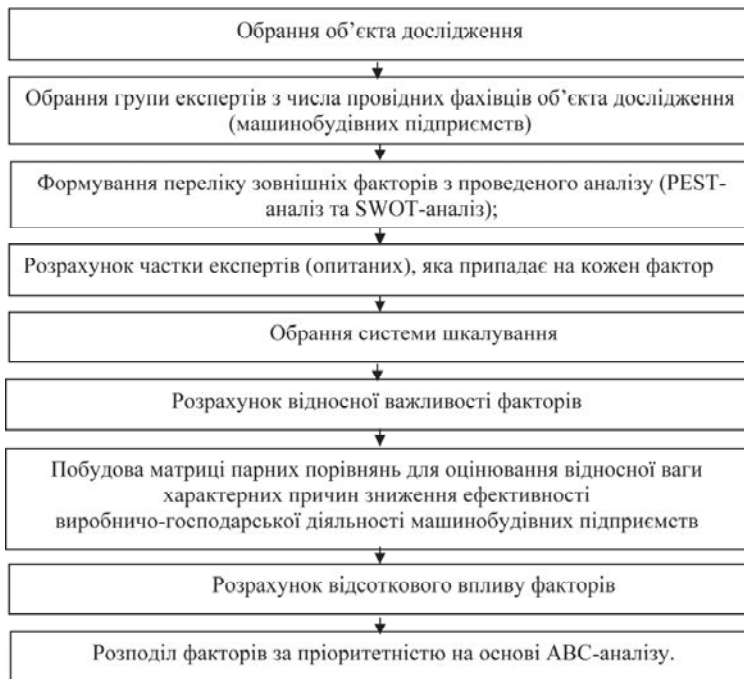 Обрання об’єкта дослідження
Обрання групи експертів з числа провідних фахівців об’єкта дослідження
(машинобудівних підприємств)
Формування переліку зовнішніх факторів з проведеного аналізу (PEST-
аналіз та SWOT-аналіз);
Розрахунок частки експертів (опитаних), яка припадає на кожен фактор
Обрання системи шкалування
Розрахунок відносної важливості факторів
Побудова матриці парних порівнянь для оцінювання відносної ваги
характерних причин зниження ефективності
виробничо-господарської діяльності машинобудівних підприємств
Розрахунок відсоткового впливу факторів
Розподіл факторів за пріоритетністю на основі АВС-аналізу.